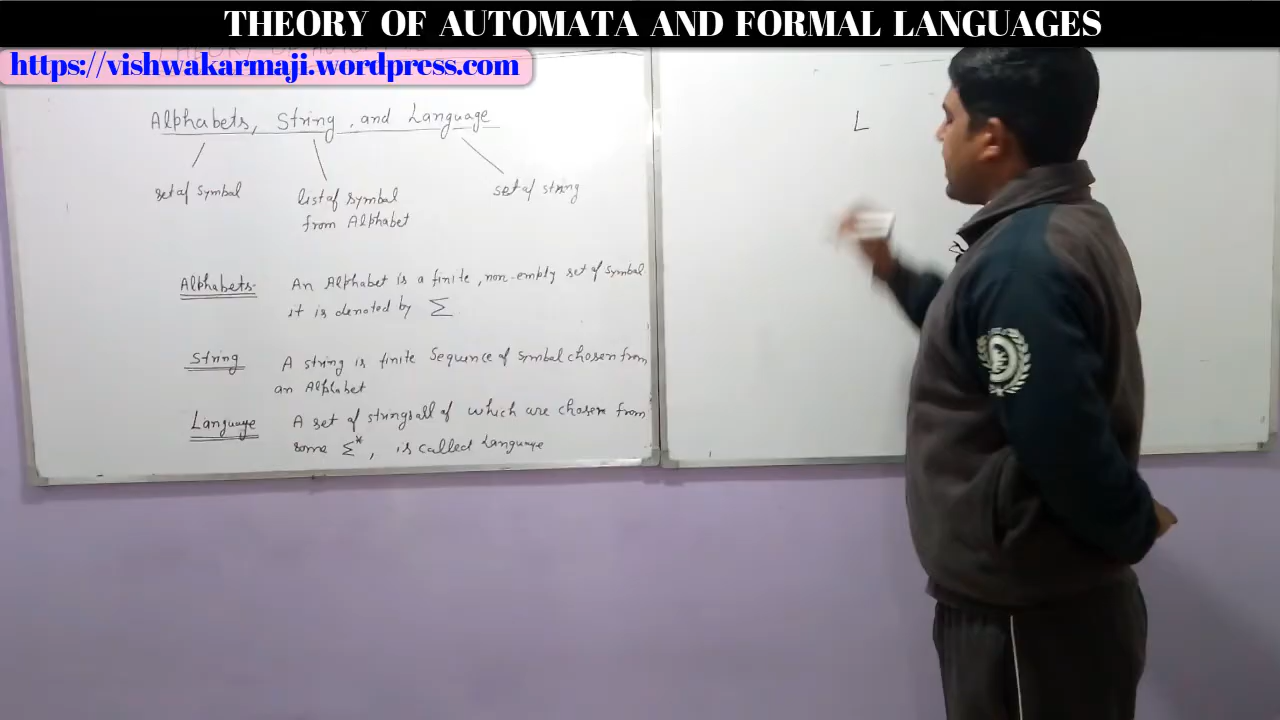 THEORY OF AUTOMATA AND FORMAL LANGUAGES
https://vishwakarmaji.wordpress.com
Alphabets, String, and Language
set of symbol
list of symbol
from Alphabet
set of string
Alphabets- An Alphabet is a finite, non-empty set of symbol
it is denoted by Σ
String A string is finite Sequence of symbol chosen from
an Alphabet
Language A set of strings all of which are chosen from
some Σ*, is called Language
L